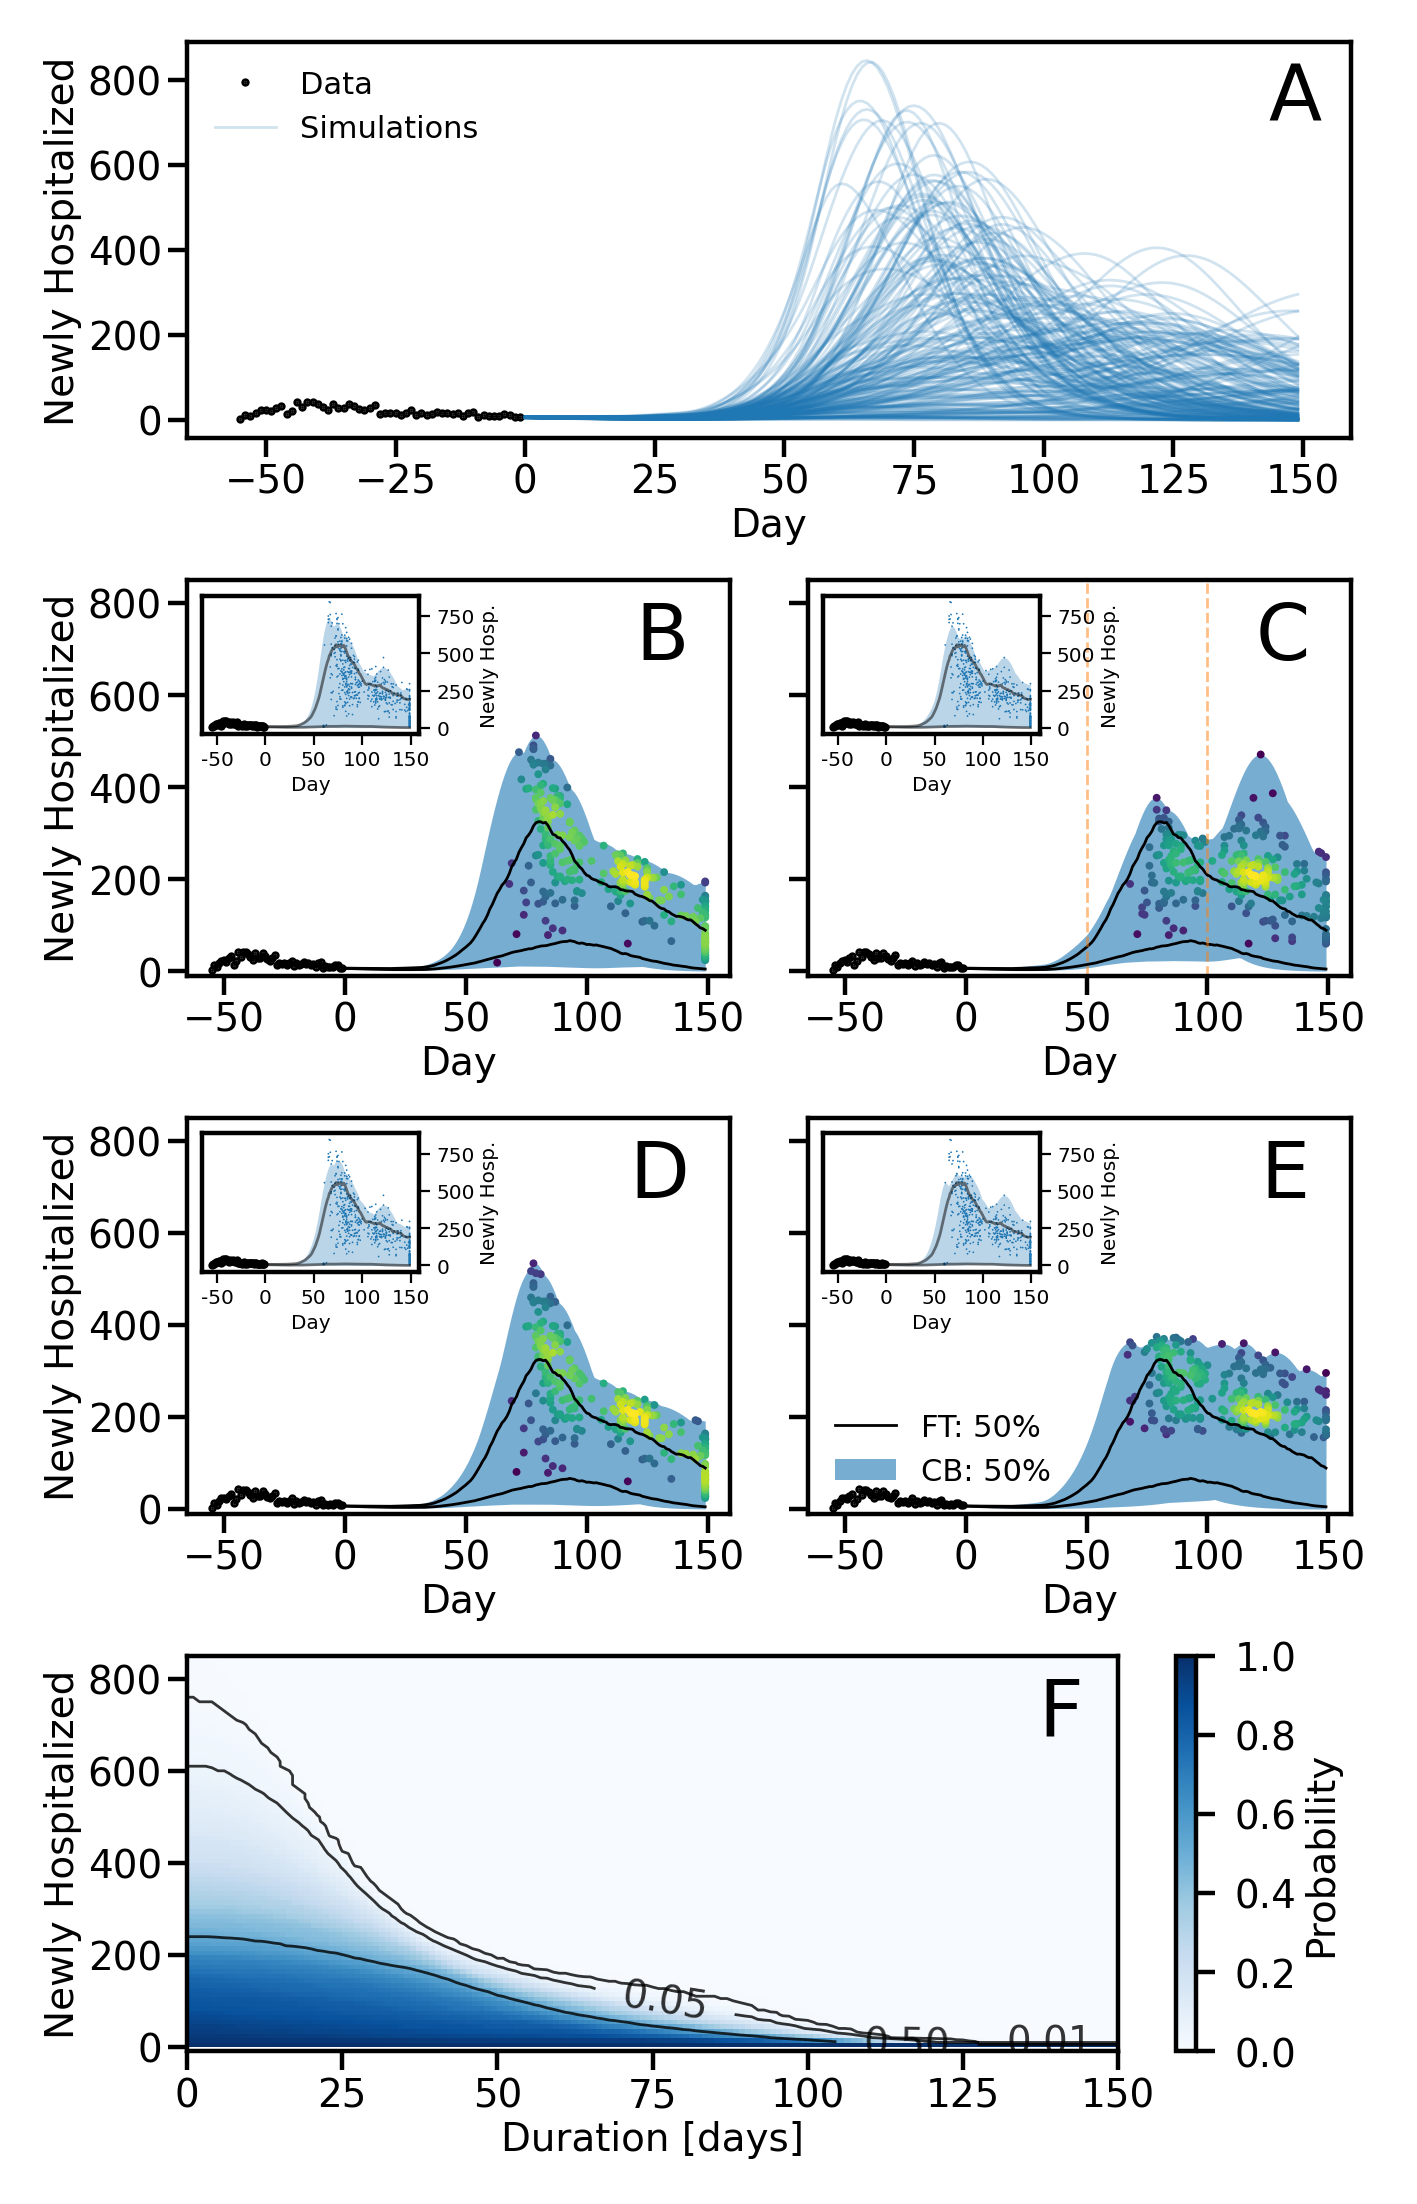 A
Data
Simulations
Newly Hospitalized
800
600
400
200
0
−50 −25 0 25 50 75 100 125 150
Day
B
Newly Hospitalized
800
600
400
200
0
−50 0 50 100 150
Day
750
500
250
0
Newly Hosp.
-50 0 50 100 150
Day
C
−50 0 50 100 150
Day
750
500
250
0
Newly Hosp.
-50 0 50 100 150
Day
D
Newly Hospitalized
800
600
400
200
0
−50 0 50 100 150
Day
750
500
250
0
Newly Hosp.
-50 0 50 100 150
Day
E
FT: 50%
CB: 50%
−50 0 50 100 150
Day
750
500
250
0
Newly Hosp.
-50 0 50 100 150
Day
F
Newly Hospitalized
800
600
400
200
0
0.05
0.50
0.01
0 25 50 75 100 125 150
Duration [days]
1.0
0.8
0.6
0.4
0.2
0.0
Probability